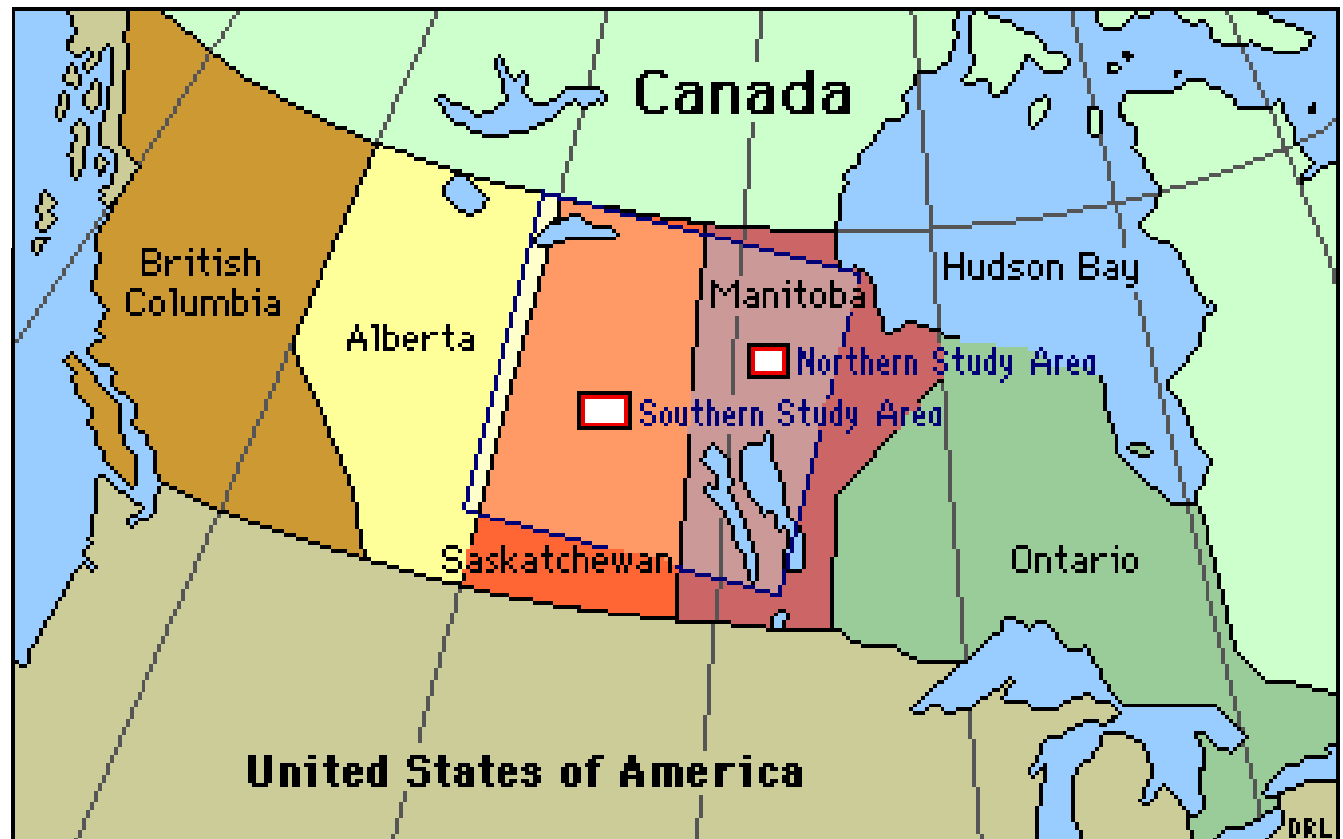 Canada
British
Columbia
Hudson Bay
Manitoba
Alberta
Northern Study Area
Southern Study Area
Saskatchewan
Ontario
United States of America
DRL